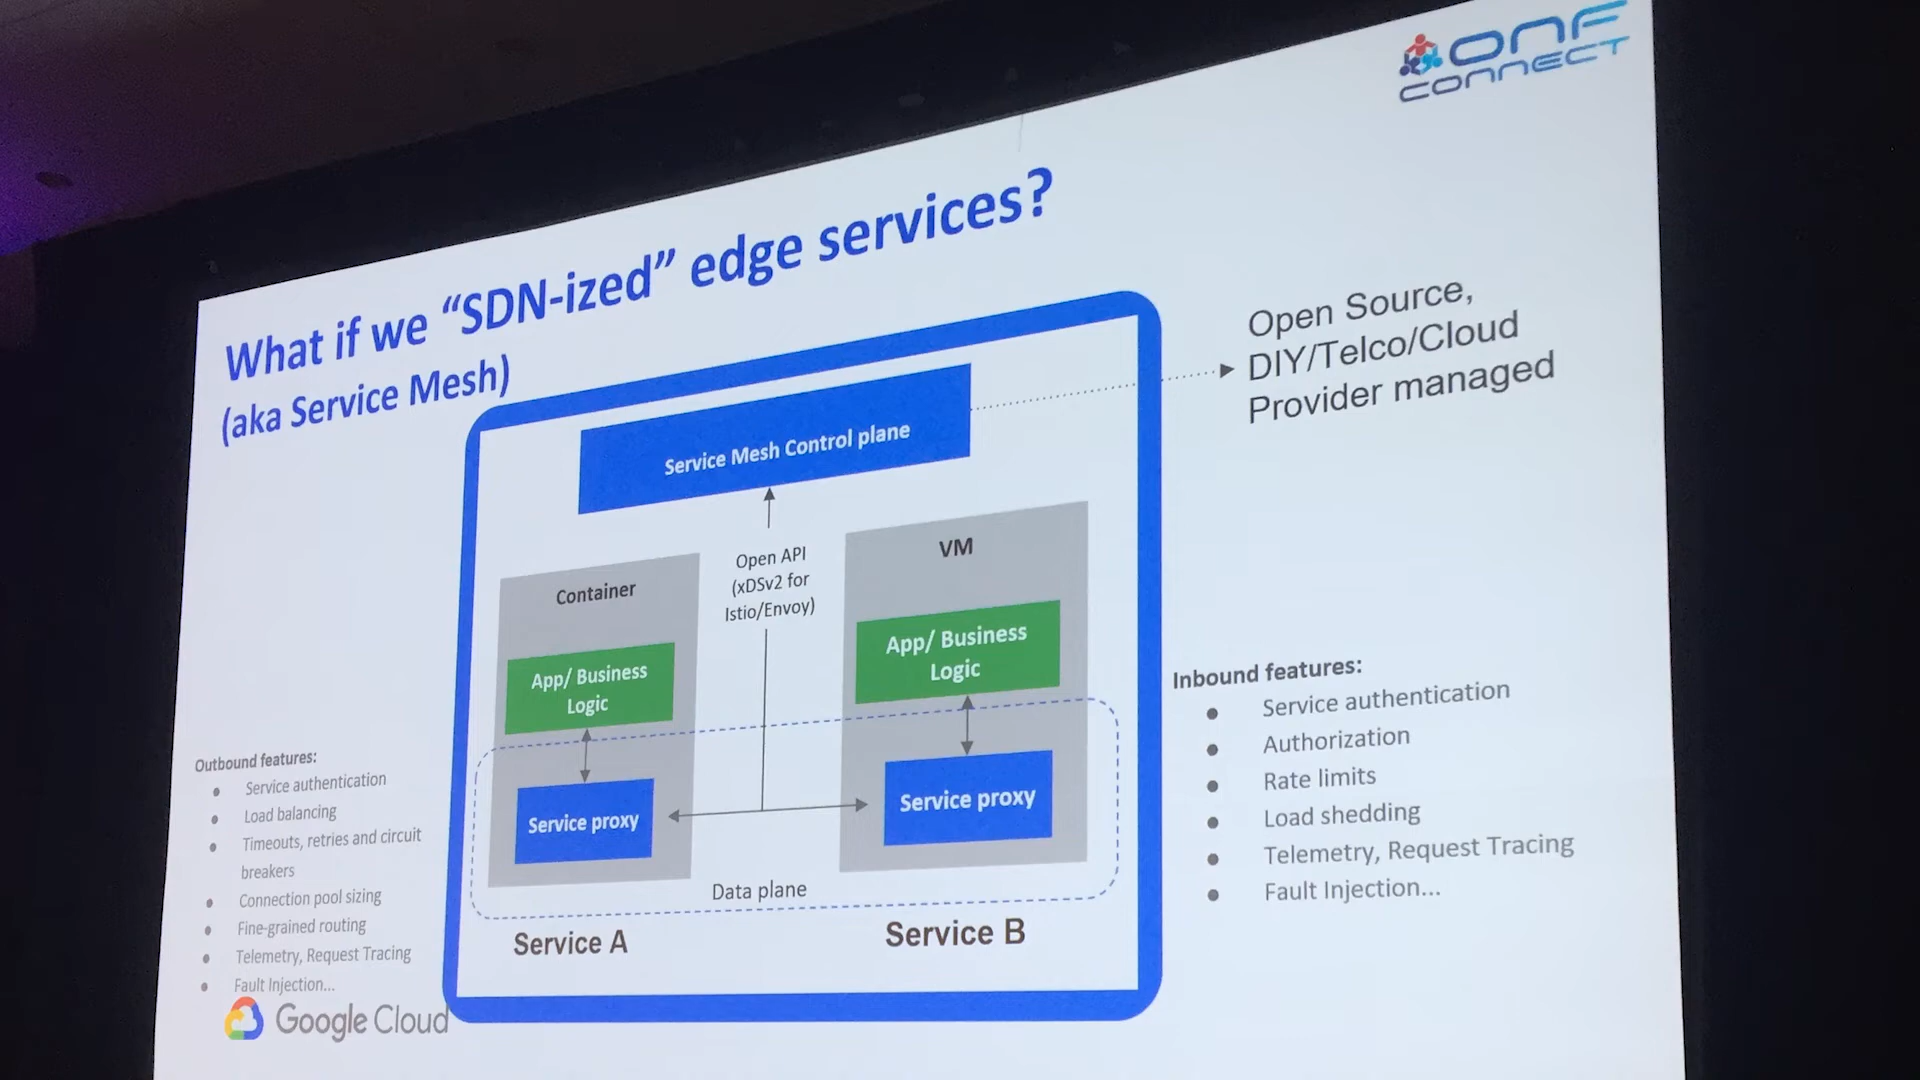 ONF
CONNECT
What if we “SDN-ized” edge services?
(aka Service Mesh)
Open Source,
DIY/Telco/Cloud
Provider managed
Service Mesh Control plane
Open API
(xDSv2 for
Istio/Envoy)
Container
App/ Business
Logic
Service proxy
VM
App/ Business
Logic
Service proxy
Data plane
Service A
Service B
Outbound features:
● Service authentication
● Load balancing
● Timeouts, retries and circuit
breakers
● Connection pool sizing
● Fine-grained routing
● Telemetry, Request Tracing
● Fault Injection...
Inbound features:
● Service authentication
● Authorization
● Rate limits
● Load shedding
● Telemetry, Request Tracing
● Fault Injection...
Google Cloud